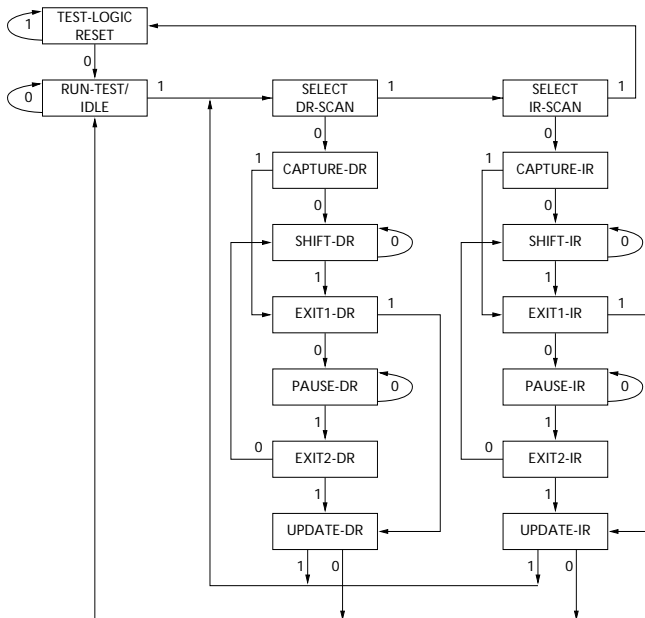 1
TEST-LOGIC
RESET
0
0
RUN-TEST/
IDLE
1
SELECT
DR-SCAN
1
SELECT
IR-SCAN
1
0
0
1
CAPTURE-DR
1
CAPTURE-IR
0
0
SHIFT-DR
0
SHIFT-IR
0
1
1
EXIT1-DR
1
EXIT1-IR
1
0
0
PAUSE-DR
0
PAUSE-IR
0
1
1
0
EXIT2-DR
0
EXIT2-IR
1
1
UPDATE-DR
UPDATE-IR
1
0
1
0